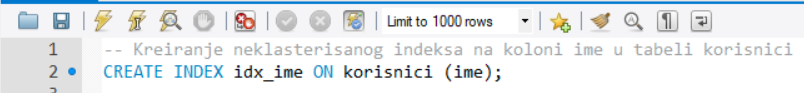 Limit to 1000 rows
1 -- Kreiranje neklasterisanog indeksa na koloni ime u tabeli korisnici
2 CREATE INDEX idx_ime ON korisnici (ime);